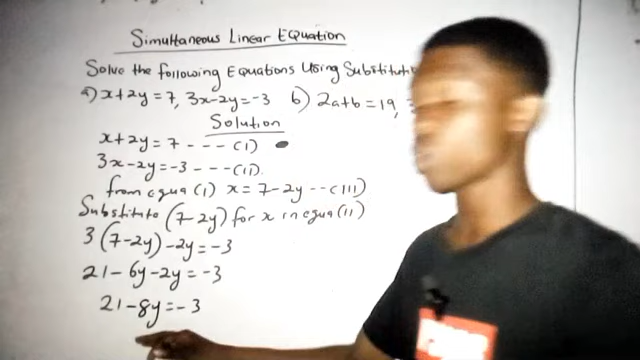 Simultaneous Linear Equation
Solve the following Equations Using
a) x+2y=7, 3x-2y=-3 b) 2a+b=19,
Solution
x+2y=7 --- (i)
3x-2y=-3 --- (ii)
from equa (i) x=7-2y -- (iii)
Substitute (7-2y) for x in equa (ii)
3(7-2y)-2y=-3
21-6y-2y=-3
21-8y=-3